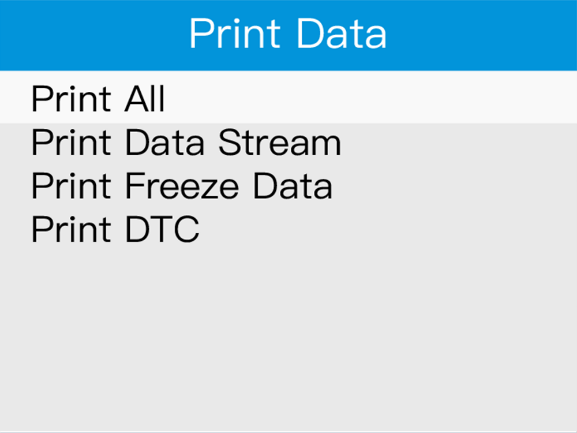 Print Data
Print All
Print Data Stream
Print Freeze Data
Print DTC